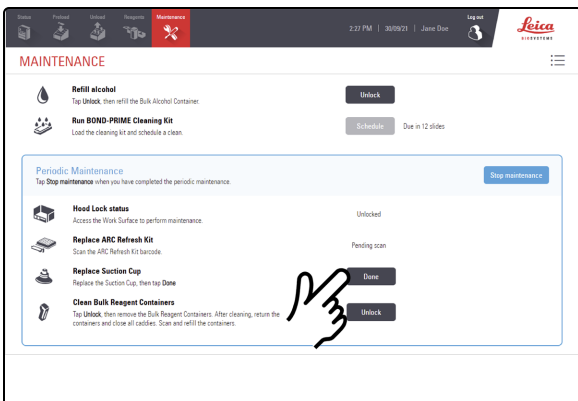 Status Preload Unload Reagents Maintenance
2:27 PM | 30/09/21 | Jane Doe
Log out
Leica
BIOSYSTEMS
MAINTENANCE
Refill alcohol
Tap Unlock, then refill the Bulk Alcohol Container.
Unlock
Run BOND-PRIME Cleaning Kit
Load the cleaning kit and schedule a clean.
Schedule
Due in 12 slides
Periodic Maintenance
Tap Stop maintenance when you have completed the periodic maintenance.
Stop maintenance
Hood Lock status
Access the Work Surface to perform maintenance.
Unlocked
Replace ARC Refresh Kit
Scan the ARC Refresh Kit barcode.
Pending scan
Replace Suction Cup
Replace the Suction Cup, then tap Done
Done
Clean Bulk Reagent Containers
Tap Unlock, then remove the Bulk Reagent Containers. After cleaning, return the
containers and close all caddies. Scan and refill the containers.
Unlock